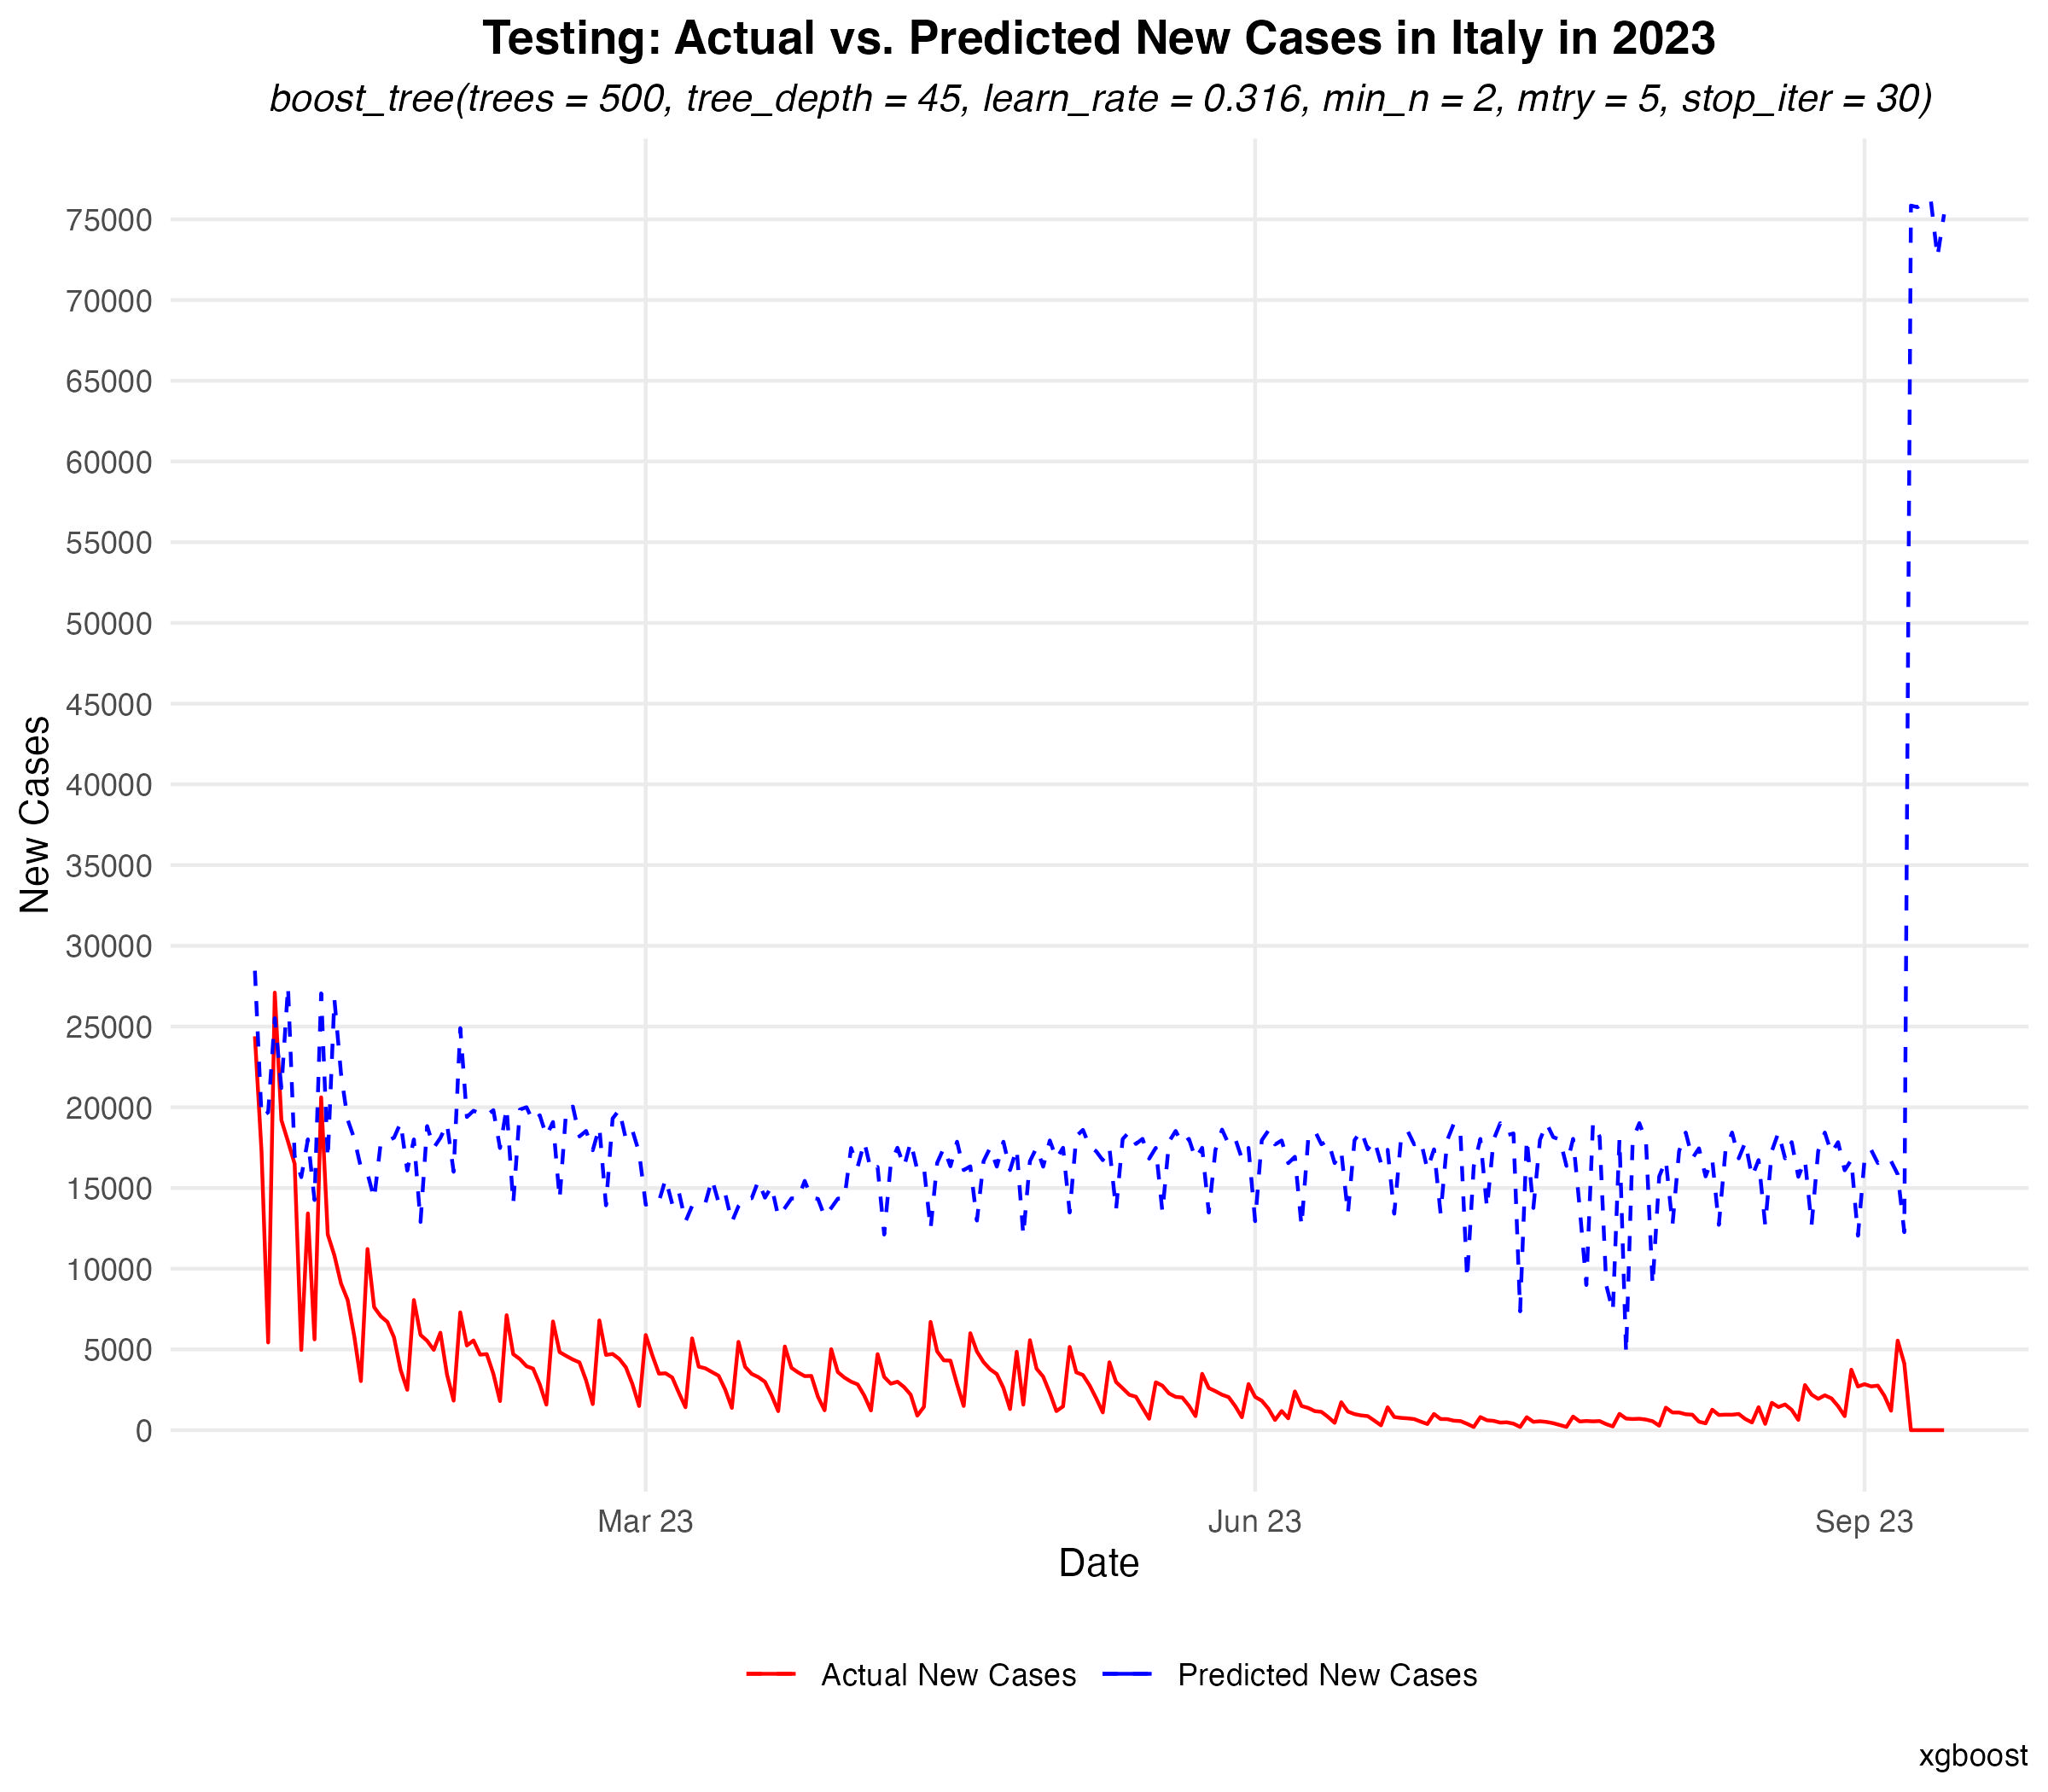 Testing: Actual vs. Predicted New Cases in Italy in 2023
boost_tree(trees = 500, tree_depth = 45, learn_rate = 0.316, min_n = 2, mtry = 5, stop_iter = 30)
75000
70000
65000
60000
55000
50000
45000
40000
35000
30000
25000
20000
15000
10000
5000
0
New Cases
Mar 23
Jun 23
Sep 23
Date
Actual New Cases
Predicted New Cases
xgboost